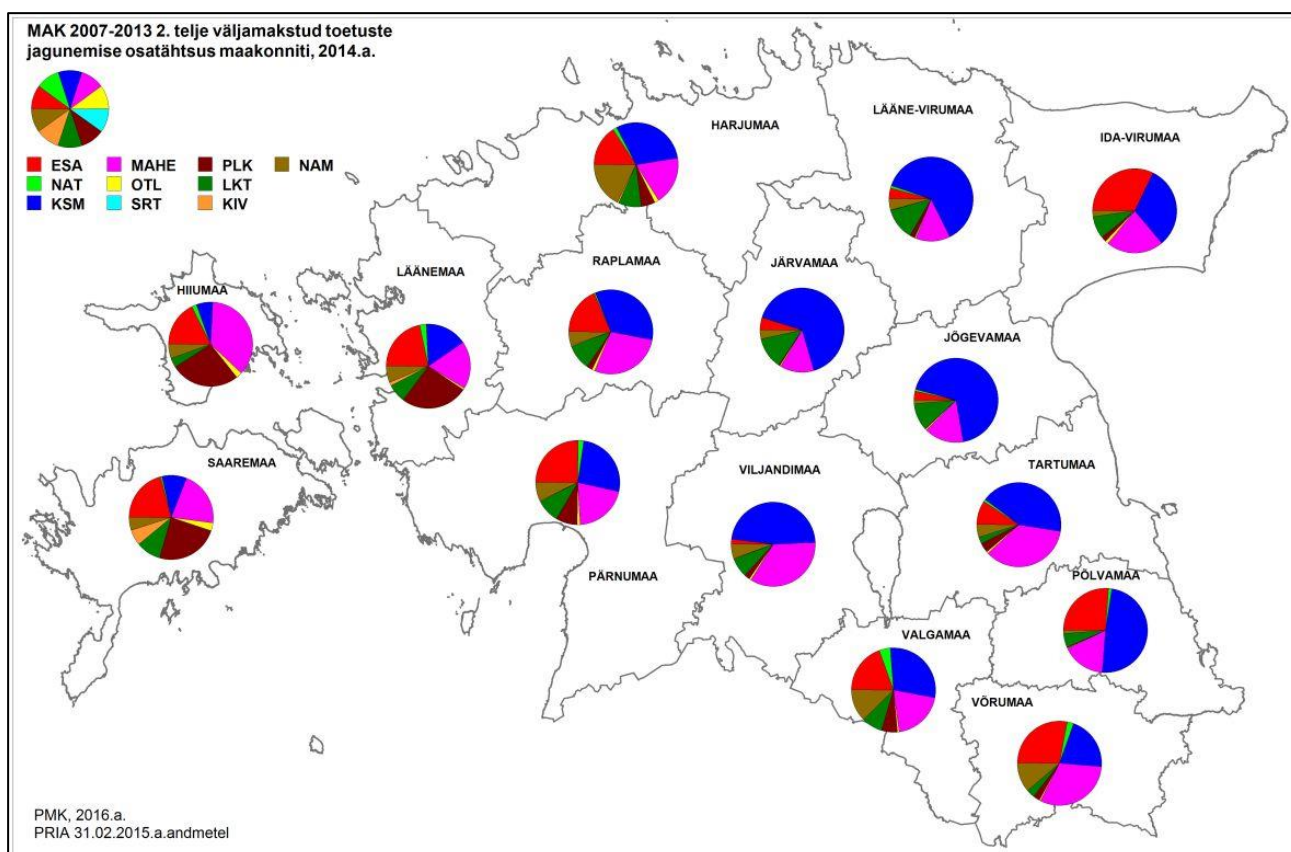 MAK 2007-2013 2. telje väljamakstud toetuste
jagunemise osatähtsus maakonniti, 2014.a.
ESA MAHE PLK NAM
NAT OTL LKT
KSM SRT KIV
HARJUMAA
LÄÄNE-VIRUMAA
IDA-VIRUMAA
LÄÄNEMAA
RAPLAMAA
JÄRVAMAA
HIIUMAA
JÕGEVAMAA
SAAREMAA
VILJANDIMAA
TARTUMAA
PÄRNUMAA
PÕLVAMAA
VALGAMAA
VÕRUMAA
PMK, 2016.a.
PRIA 31.02.2015.a.andmetel